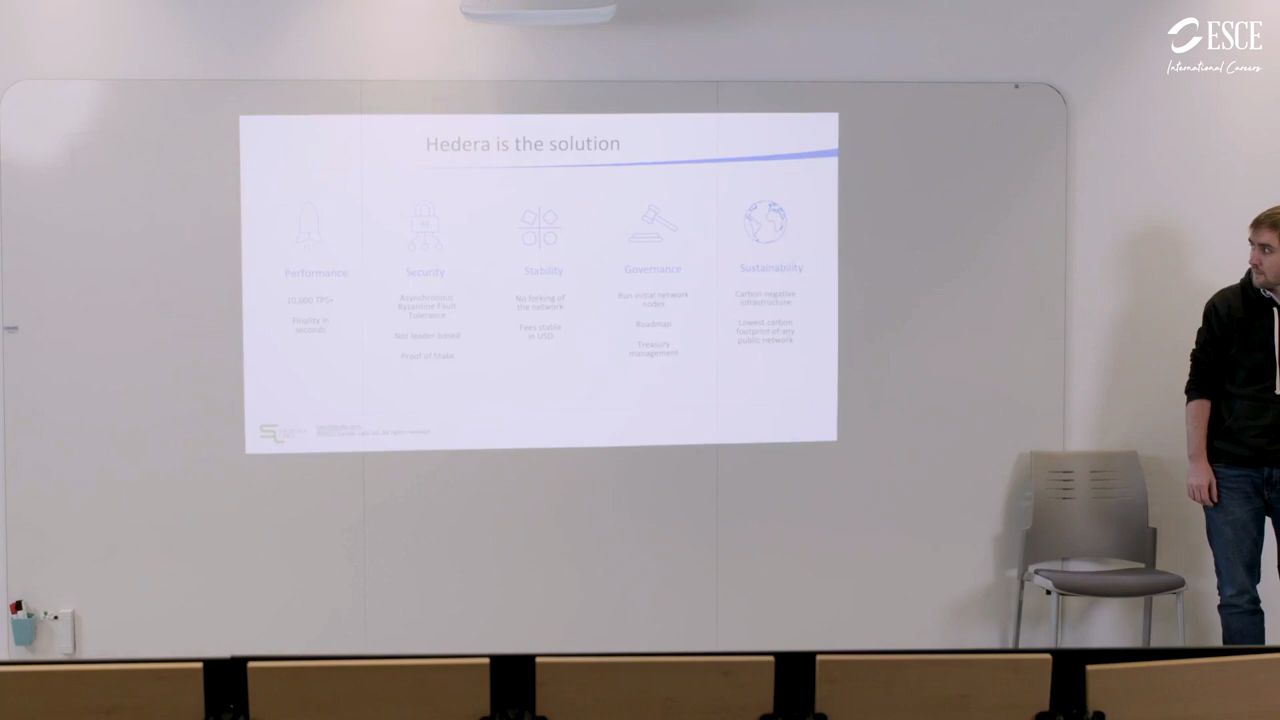 ESCE
International Careers
Hedera is the solution
Performance
10,000 TPS+
Finality in
seconds
Security
Asynchronous
Byzantine Fault
Tolerance
Not leader based
Proof of Stake
Stability
No forking of
the network
Fees stable
in USD
Governance
Run initial network
nodes
Roadmap
Treasury
management
Sustainability
Carbon negative
infrastructure
Lowest carbon
footprint of any
public network